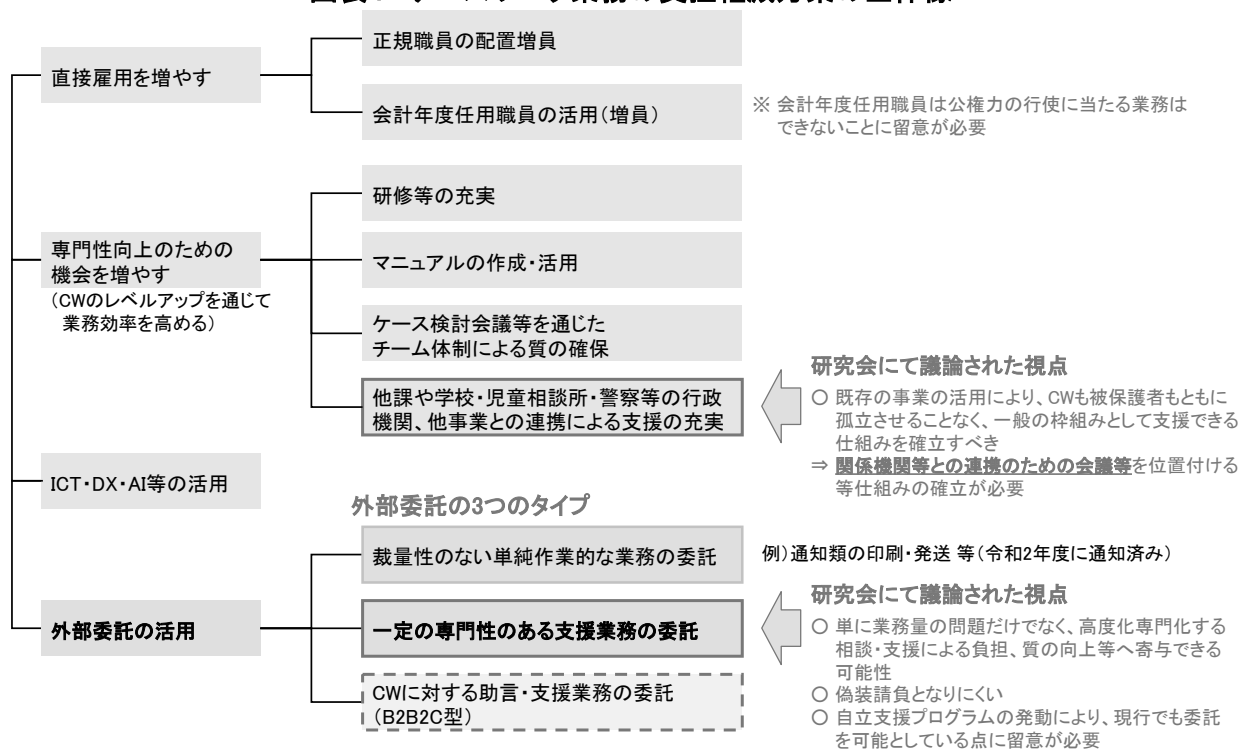 直接雇用を増やす
正規職員の配置増員
会計年度任用職員の活用（増員）
※ 会計年度任用職員は公権力の行使に当たる業務は
できないことに留意が必要
専門性向上のための
機会を増やす
（CWのレベルアップを通じて
業務効率を高める）
研修等の充実
マニュアルの作成・活用
ケース検討会議等を通じた
チーム体制による質の確保
他課や学校・児童相談所・警察等の行政
機関、他事業との連携による支援の充実
研究会にて議論された視点
○ 既存の事業の活用により、CWも被保護者もともに
孤立させることなく、一般の枠組みとして支援できる
仕組みを確立すべき
⇒ 関係機関等との連携のための会議等を位置付ける
等仕組みの確立が必要
ICT・DX・AI等の活用
外部委託の活用
外部委託の3つのタイプ
裁量性のない単純作業的な業務の委託
例）通知類の印刷・発送 等（令和2年度に通知済み）
一定の専門性のある支援業務の委託
研究会にて議論された視点
○ 単に業務量の問題だけでなく、高度化専門化する
相談・支援による負担、質の向上等へ寄与できる
可能性
○ 偽装請負となりにくい
○ 自立支援プログラムの発動により、現行でも委託
を可能としている点に留意が必要
CWに対する助言・支援業務の委託
（B2B2C型）